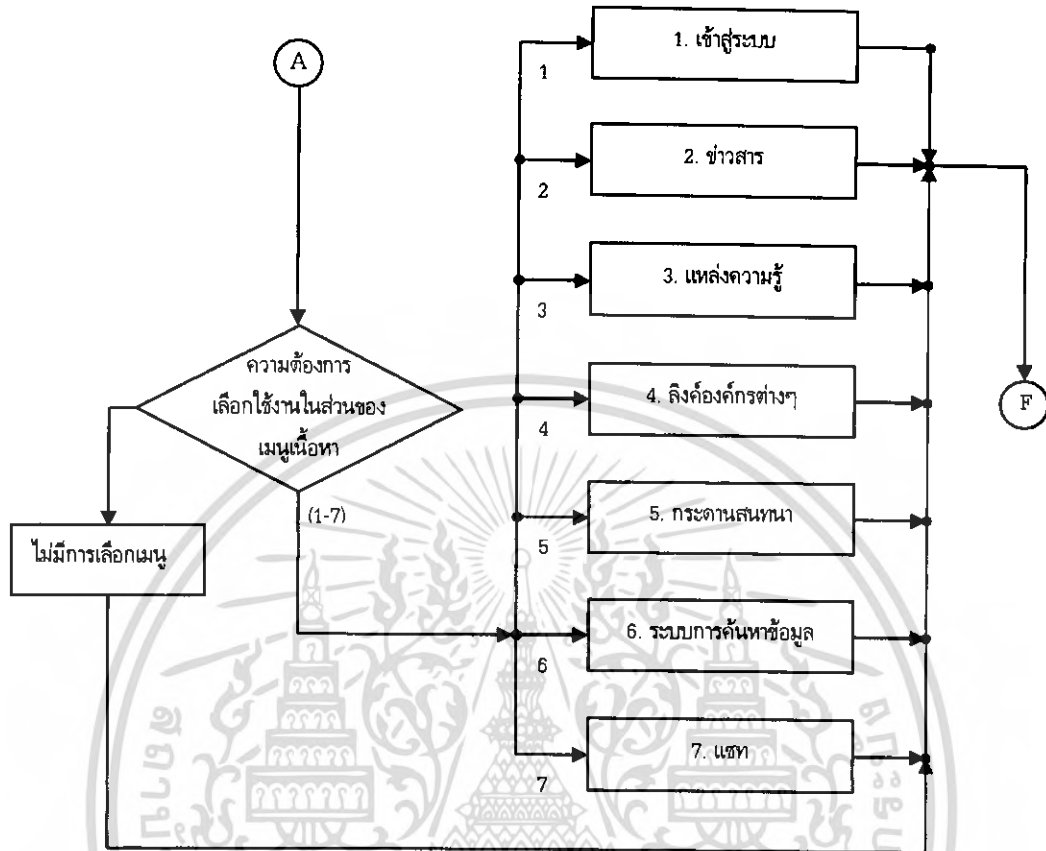 A
1. เข้าสู่ระบบ
1
2. ข่าวสาร
2
3. แหล่งความรู้
3
ความต้องการ
เลือกใช้งานในส่วนของ
เมนูเนื้อหา
4. ลิงค์องค์กรต่างๆ
4
F
(1-7)
5. กระดานสนทนา
5
ไม่มีการเลือกเมนู
6. ระบบการค้นหาข้อมูล
6
7. แชท
7